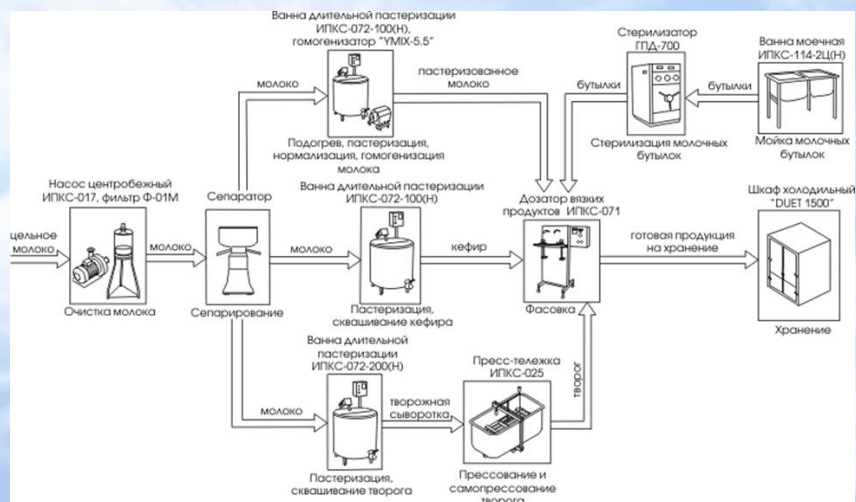 Ванна длительной пастеризации
ИПКС-072-100(Н),
гомогенизатор "YMIX-5.5"
молоко
пастеризованное
молоко
Подогрев, пастеризация,
нормализация, гомогенизация
молока
Стерилизатор
ГПД-700
бутылки
Стерилизация молочных
бутылок
бутылки
Ванна моечная
ИПКС-114-2Ц(Н)
Мойка молочных
бутылок
цельное
молоко
Насос центробежный
ИПКС-017, фильтр Ф-01М
Очистка молока
молоко
Сепаратор
Сепарирование
молоко
Ванна длительной пастеризации
ИПКС-072-100(Н)
Пастеризация,
сквашивание кефира
кефир
Дозатор вязких
продуктов ИПКС-071
Фасовка
готовая продукция
на хранение
Шкаф холодильный
"DUET 1500"
Хранение
молоко
Ванна длительной
пастеризации
ИПКС-072-200(Н)
Пастеризация,
сквашивание творога
творожная
сыворотка
Пресс-тележка
ИПКС-025
Прессование и
самопрессование
творога
творог